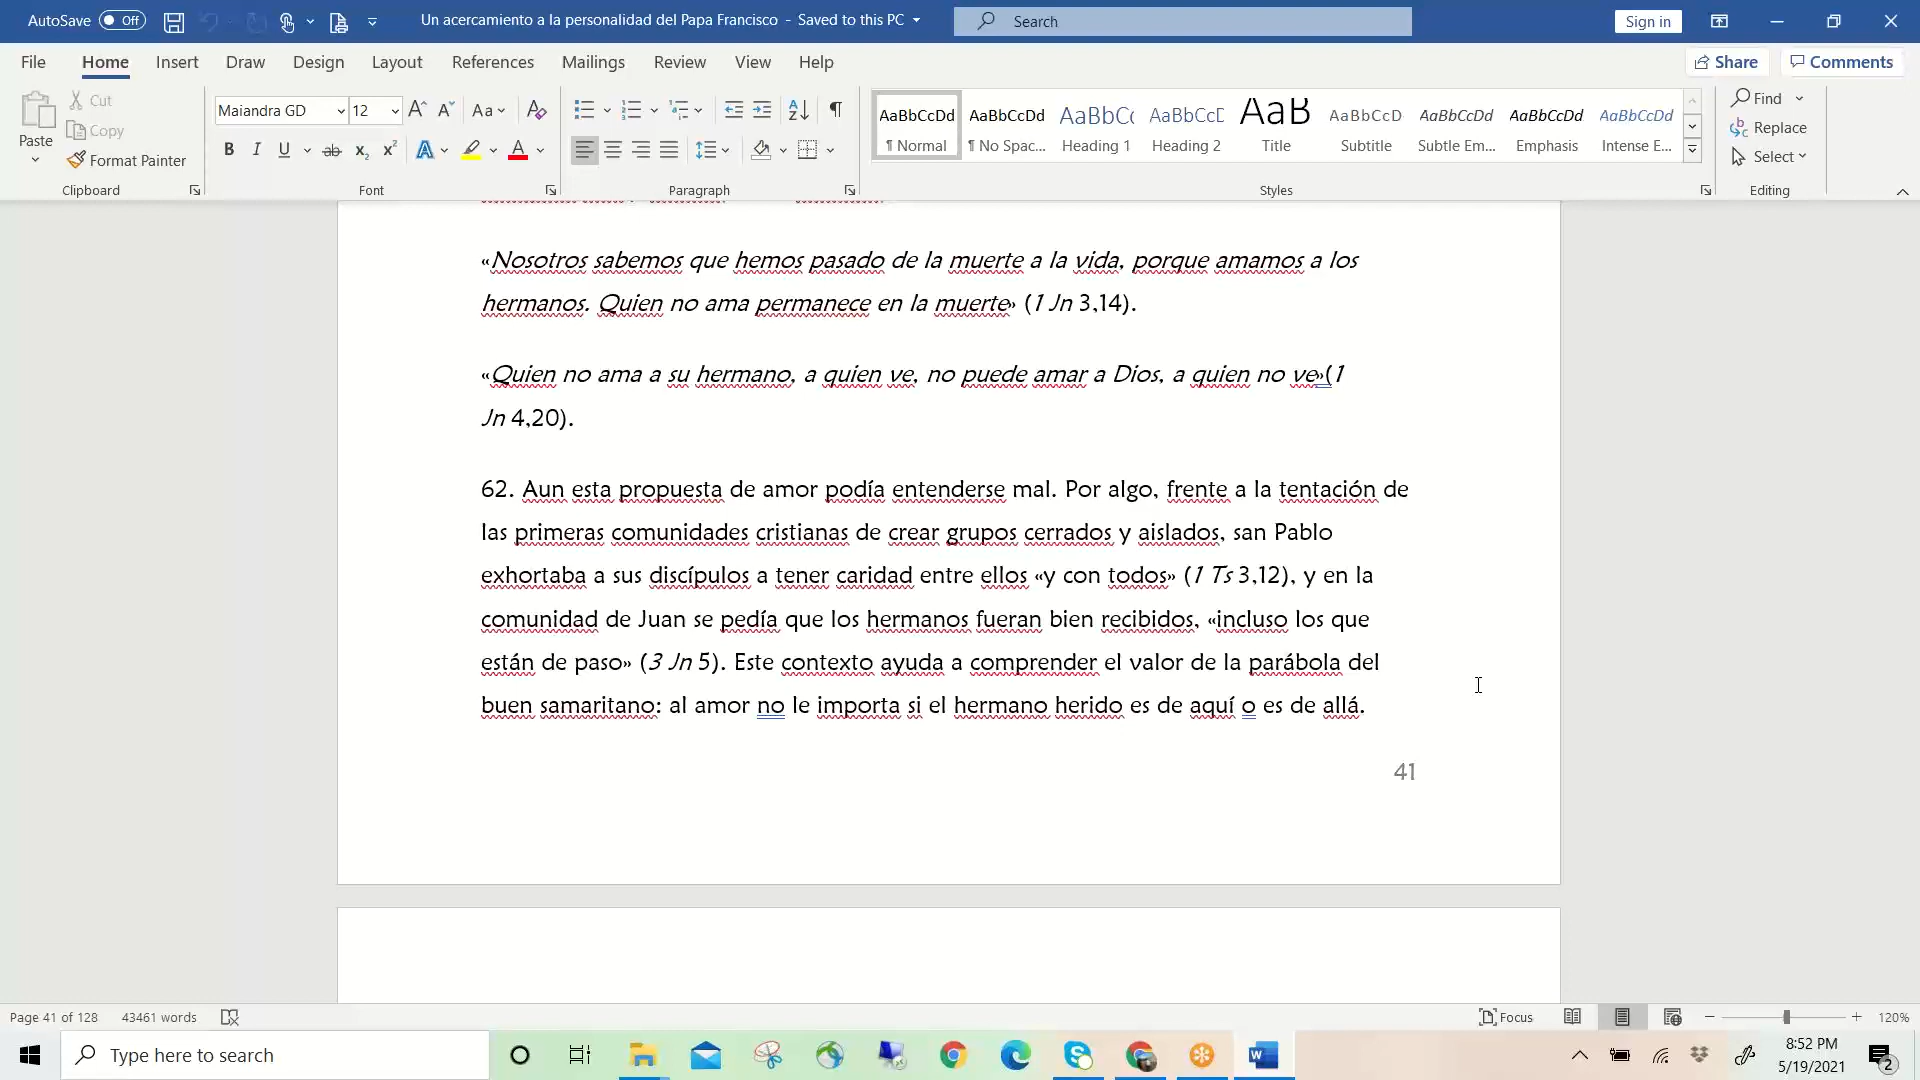 AutoSave Off
Un acercamiento a la personalidad del Papa Francisco - Saved to this PC
Search
Sign in
File Home Insert Draw Design Layout References Mailings Review View Help
Share Comments
Paste
Cut
Copy
Format Painter
Clipboard
Maiandra GD 12
Font
Paragraph
AaBbCcDd AaBbCcDd AaBbCc AaBbCcD AaB AaBbCcD AaBbCcDd AaBbCcDd AaBbCcDd
¶ Normal ¶ No Spac... Heading 1 Heading 2 Title Subtitle Subtle Em... Emphasis Intense E...
Styles
Find
Replace
Select
Editing
«Nosotros sabemos que hemos pasado de la muerte a la vida, porque amamos a los
hermanos. Quien no ama permanece en la muerte» (1 Jn 3,14).
«Quien no ama a su hermano, a quien ve, no puede amar a Dios, a quien no ve»(1
Jn 4,20).
62. Aun esta propuesta de amor podía entenderse mal. Por algo, frente a la tentación de
las primeras comunidades cristianas de crear grupos cerrados y aislados, san Pablo
exhortaba a sus discípulos a tener caridad entre ellos «y con todos» (1 Ts 3,12), y en la
comunidad de Juan se pedía que los hermanos fueran bien recibidos, «incluso los que
están de paso» (3 Jn 5). Este contexto ayuda a comprender el valor de la parábola del
buen samaritano: al amor no le importa si el hermano herido es de aquí o es de allá.
41
Page 41 of 128 43461 words
Focus
120%
Type here to search
8:52 PM
5/19/2021
2